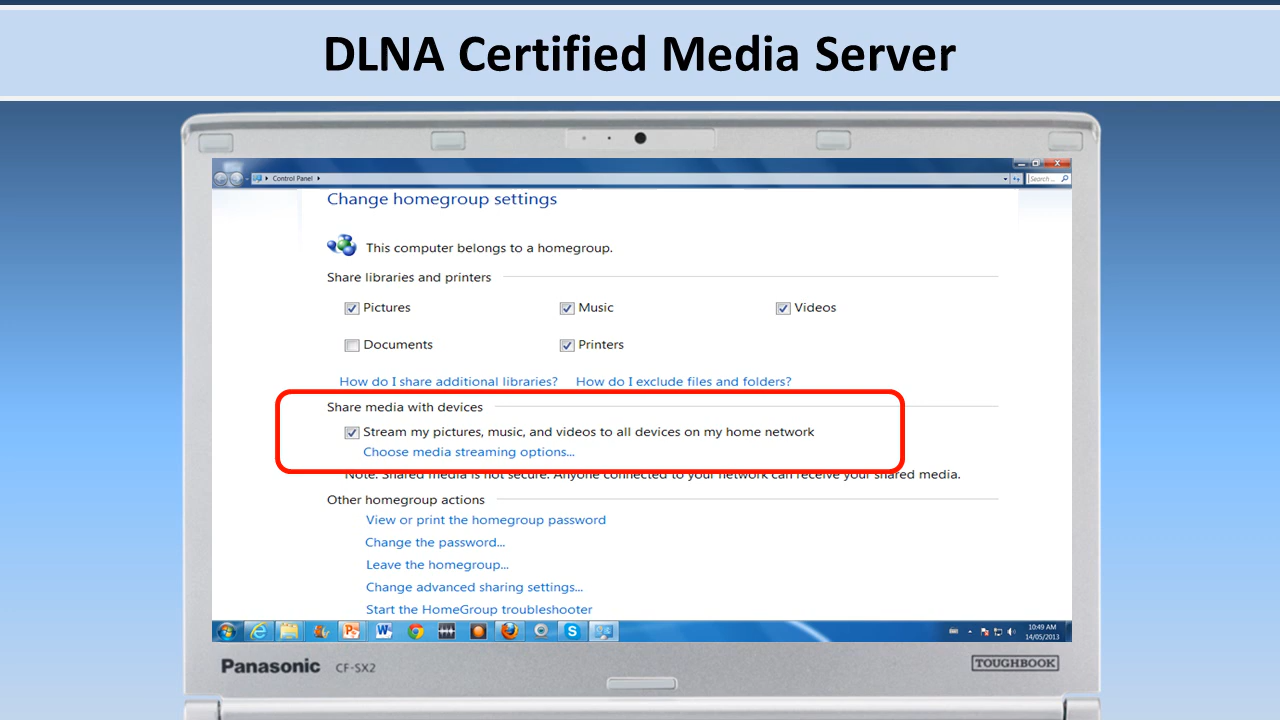 DLNA Certified Media Server
Control Panel
Search ...
Change homegroup settings
This computer belongs to a homegroup.
Share libraries and printers
Pictures
Music
Videos
Documents
Printers
How do I share additional libraries? How do I exclude files and folders?
Share media with devices
Stream my pictures, music, and videos to all devices on my home network
Choose media streaming options...
Note: Shared media is not secure. Anyone connected to your network can receive your shared media.
Other homegroup actions
View or print the homegroup password
Change the password...
Leave the homegroup...
Change advanced sharing settings...
Start the HomeGroup troubleshooter
10:49 AM
14/05/2013
Panasonic CF-SX2
TOUGHBOOK